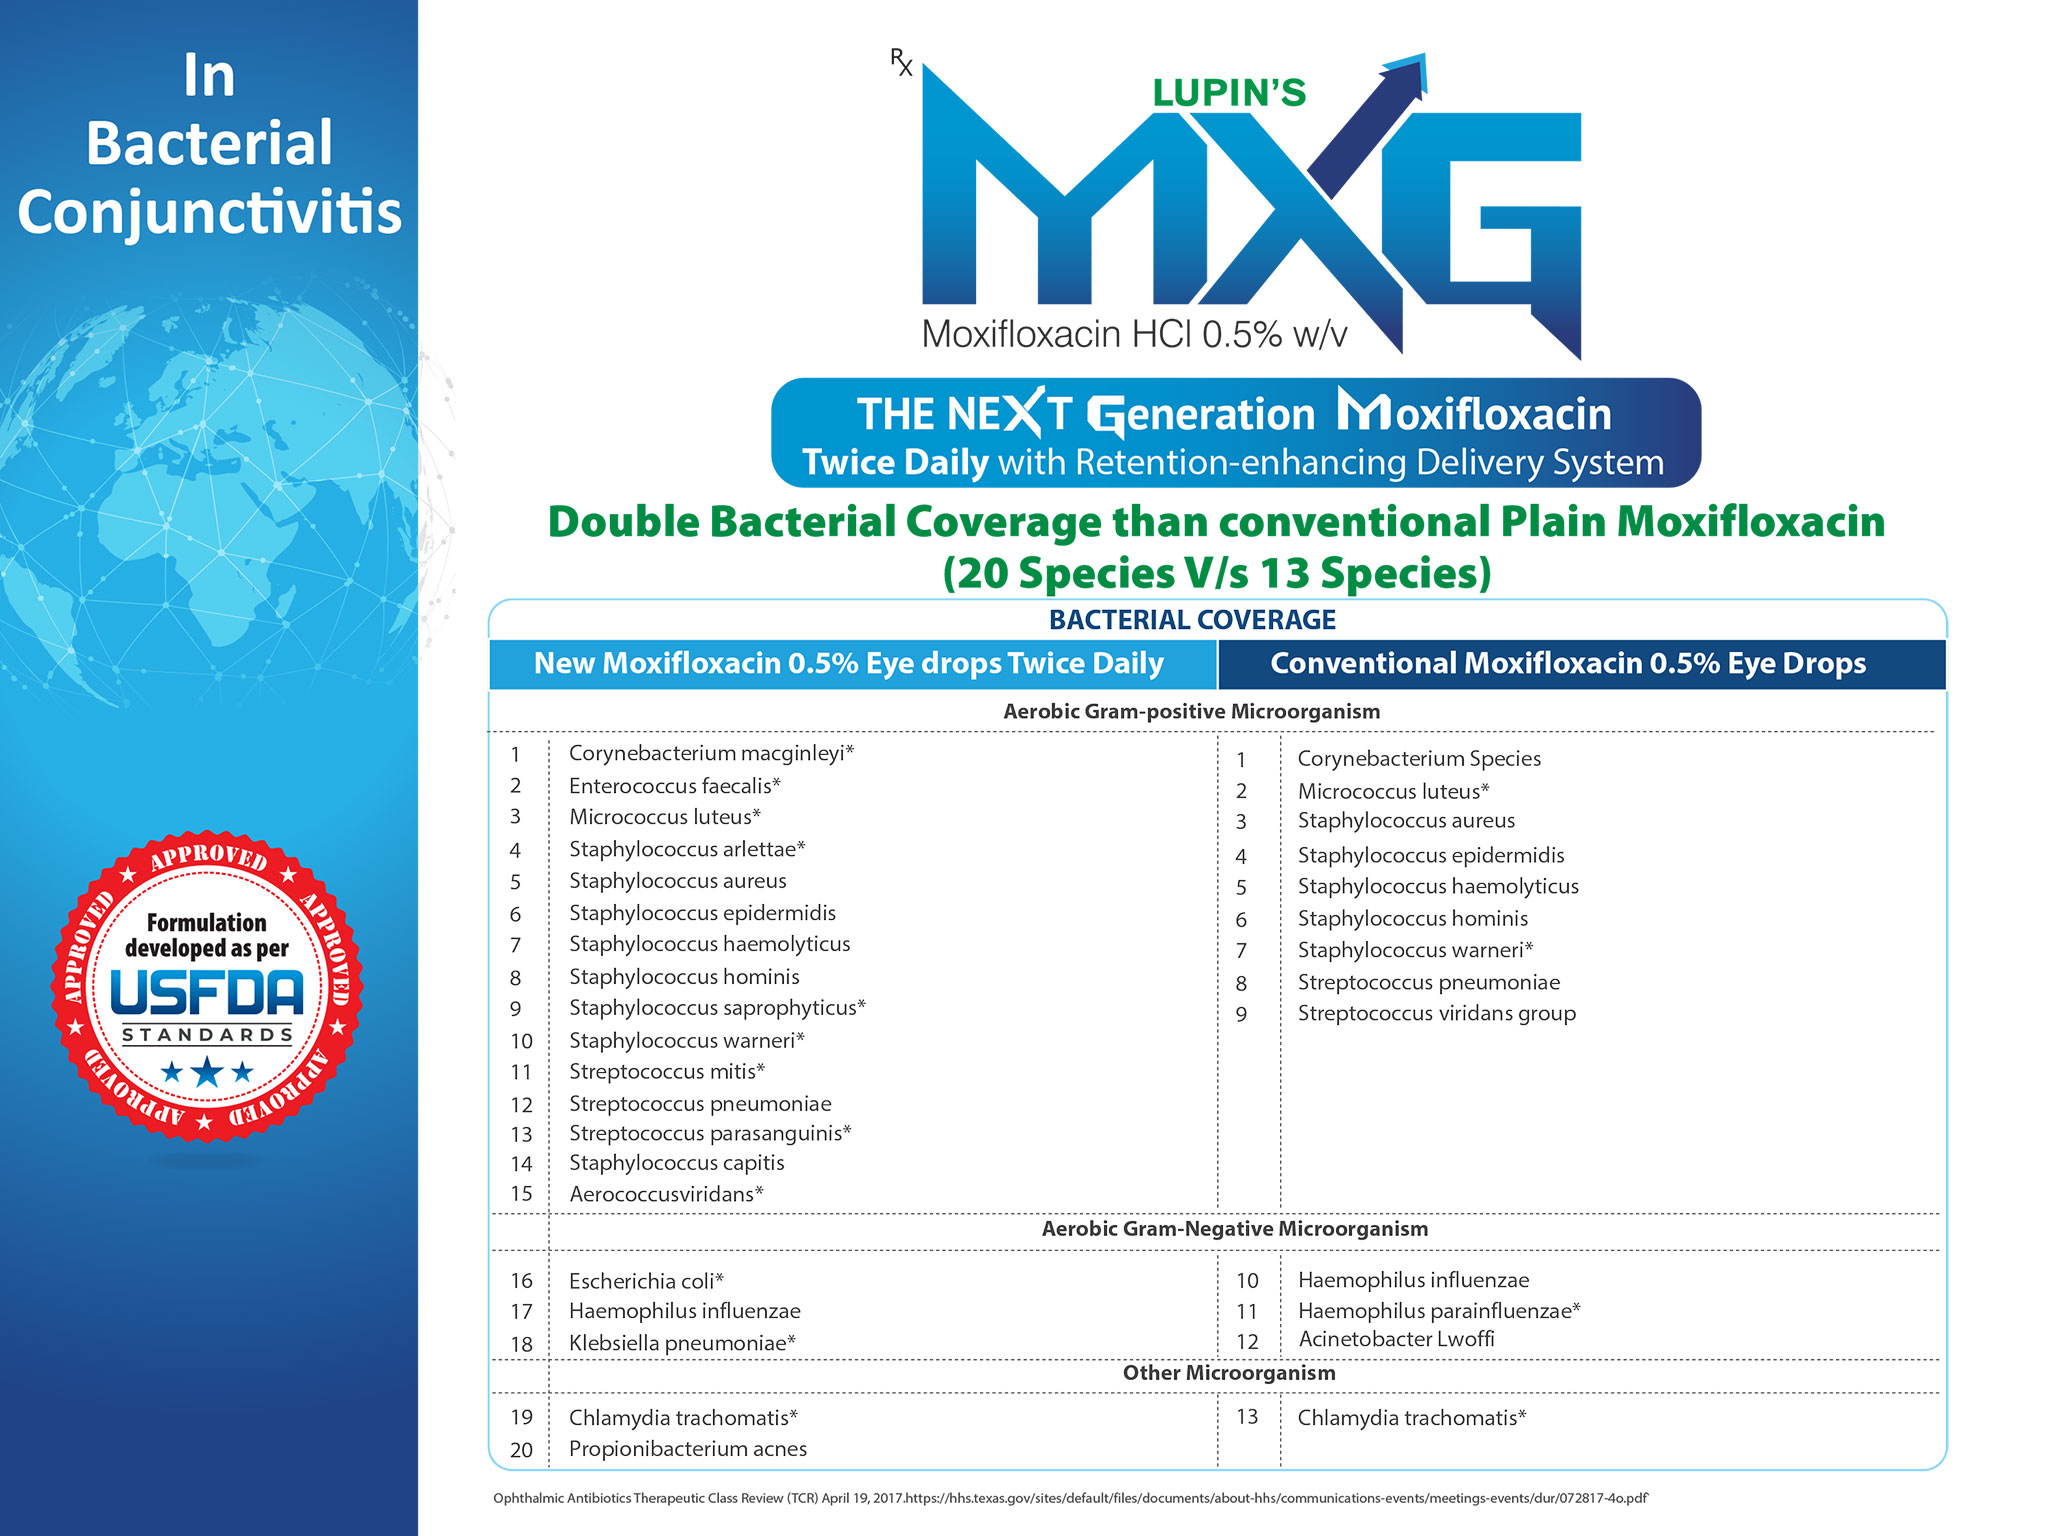 In
Bacterial
Conjunctivitis
APPROVED ★ APPROVED ★ APPROVED ★ APPROVED ★ APPROVED ★ APPROVED ★
Formulation
developed as per
USFDA
STANDARDS
Rx
LUPIN'S
MXG
Moxifloxacin HCl 0.5% w/v
THE NEXT Generation Moxifloxacin
Twice Daily with Retention-enhancing Delivery System
Double Bacterial Coverage than conventional Plain Moxifloxacin
(20 Species V/s 13 Species)
BACTERIAL COVERAGE
New Moxifloxacin 0.5% Eye drops Twice Daily
Conventional Moxifloxacin 0.5% Eye Drops
Aerobic Gram-positive Microorganism
1 Corynebacterium macginleyi*
2 Enterococcus faecalis*
3 Micrococcus luteus*
4 Staphylococcus arlettae*
5 Staphylococcus aureus
6 Staphylococcus epidermidis
7 Staphylococcus haemolyticus
8 Staphylococcus hominis
9 Staphylococcus saprophyticus*
10 Staphylococcus warneri*
11 Streptococcus mitis*
12 Streptococcus pneumoniae
13 Streptococcus parasanguinis*
14 Staphylococcus capitis
15 Aerococcusviridans*
1 Corynebacterium Species
2 Micrococcus luteus*
3 Staphylococcus aureus
4 Staphylococcus epidermidis
5 Staphylococcus haemolyticus
6 Staphylococcus hominis
7 Staphylococcus warneri*
8 Streptococcus pneumoniae
9 Streptococcus viridans group
Aerobic Gram-Negative Microorganism
16 Escherichia coli*
17 Haemophilus influenzae
18 Klebsiella pneumoniae*
10 Haemophilus influenzae
11 Haemophilus parainfluenzae*
12 Acinetobacter Lwoffi
Other Microorganism
19 Chlamydia trachomatis*
20 Propionibacterium acnes
13 Chlamydia trachomatis*
Ophthalmic Antibiotics Therapeutic Class Review (TCR) April 19, 2017.https://hhs.texas.gov/sites/default/files/documents/about-hhs/communications-events/meetings-events/dur/072817-4o.pdf